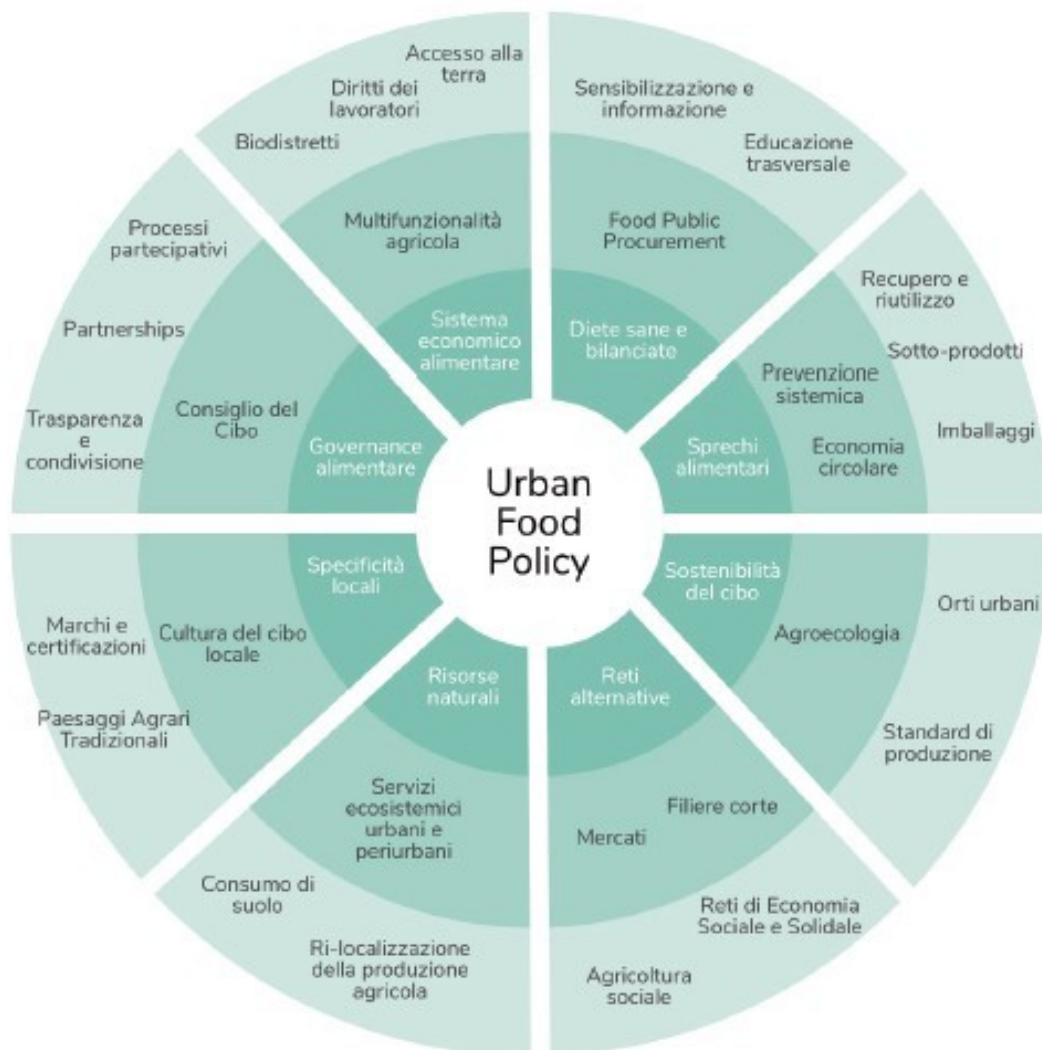 Urban
Food
Policy
Diete sane e
bilanciate
Food Public
Procurement
Sensibilizzazione e
informazione
Educazione
trasversale
Sprechi
alimentari
Prevenzione
sistemica
Economia
circolare
Recupero e
riutilizzo
Sotto-prodotti
Imballaggi
Sostenibilità
del cibo
Agroecologia
Orti urbani
Standard di
produzione
Reti
alternative
Filiere corte
Mercati
Reti di Economia
Sociale e Solidale
Agricoltura
sociale
Risorse
naturali
Servizi
ecosistemici
urbani e
periurbani
Consumo di
suolo
Ri-localizzazione
della produzione
agricola
Specificità
locali
Cultura del cibo
locale
Marchi e
certificazioni
Paesaggi Agrari
Tradizionali
Governance
alimentare
Consiglio del
Cibo
Processi
partecipativi
Partnerships
Trasparenza
e
condivisione
Sistema
economico
alimentare
Multifunzionalità
agricola
Accesso alla
terra
Diritti dei
lavoratori
Biodistretti